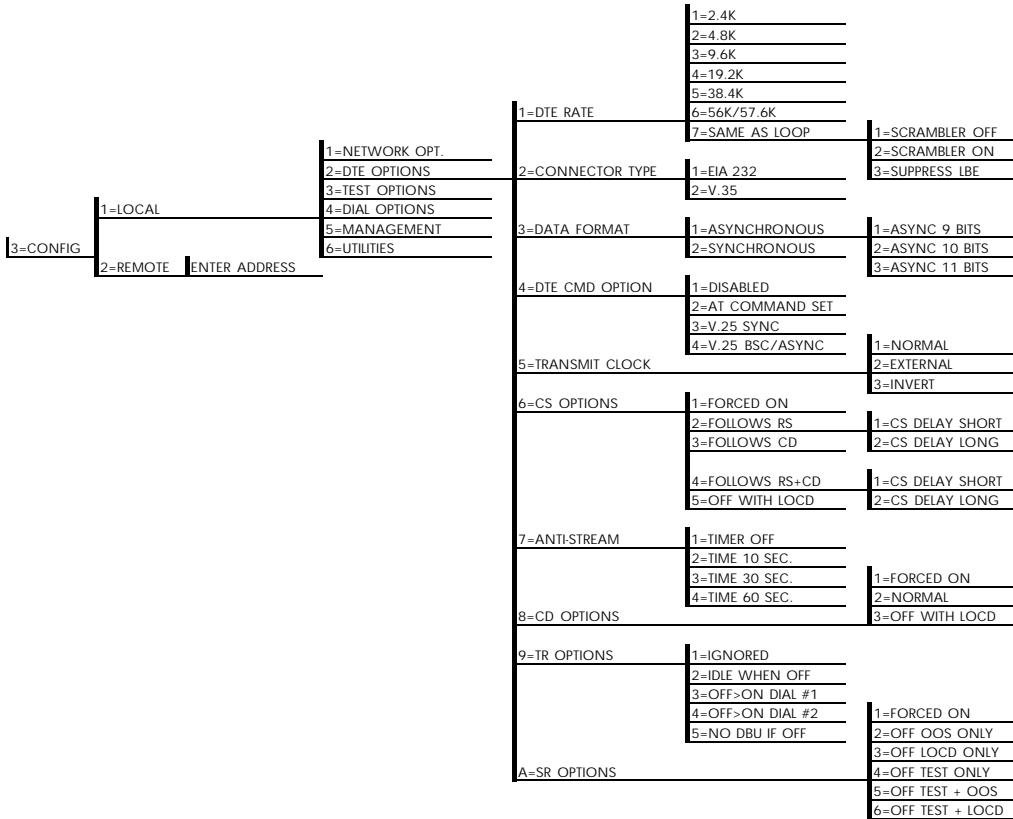 3=CONFIG
1=LOCAL
2=REMOTE
ENTER ADDRESS
1=NETWORK OPT.
2=DTE OPTIONS
3=TEST OPTIONS
4=DIAL OPTIONS
5=MANAGEMENT
6=UTILITIES
1=DTE RATE
1=2.4K
2=4.8K
3=9.6K
4=19.2K
5=38.4K
6=56K/57.6K
7=SAME AS LOOP
1=SCRAMBLER OFF
2=SCRAMBLER ON
3=SUPPRESS LBE
2=CONNECTOR TYPE
1=EIA 232
2=V.35
3=DATA FORMAT
1=ASYNCHRONOUS
2=SYNCHRONOUS
1=ASYNC 9 BITS
2=ASYNC 10 BITS
3=ASYNC 11 BITS
4=DTE CMD OPTION
1=DISABLED
2=AT COMMAND SET
3=V.25 SYNC
4=V.25 BSC/ASYNC
5=TRANSMIT CLOCK
1=NORMAL
2=EXTERNAL
3=INVERT
6=CS OPTIONS
1=FORCED ON
2=FOLLOWS RS
3=FOLLOWS CD
1=CS DELAY SHORT
2=CS DELAY LONG
4=FOLLOWS RS+CD
5=OFF WITH LOCD
1=CS DELAY SHORT
2=CS DELAY LONG
7=ANTI-STREAM
1=TIMER OFF
2=TIME 10 SEC.
3=TIME 30 SEC.
4=TIME 60 SEC.
8=CD OPTIONS
1=FORCED ON
2=NORMAL
3=OFF WITH LOCD
9=TR OPTIONS
1=IGNORED
2=IDLE WHEN OFF
3=OFF>ON DIAL #1
4=OFF>ON DIAL #2
5=NO DBU IF OFF
A=SR OPTIONS
1=FORCED ON
2=OFF OOS ONLY
3=OFF LOCD ONLY
4=OFF TEST ONLY
5=OFF TEST + OOS
6=OFF TEST + LOCD